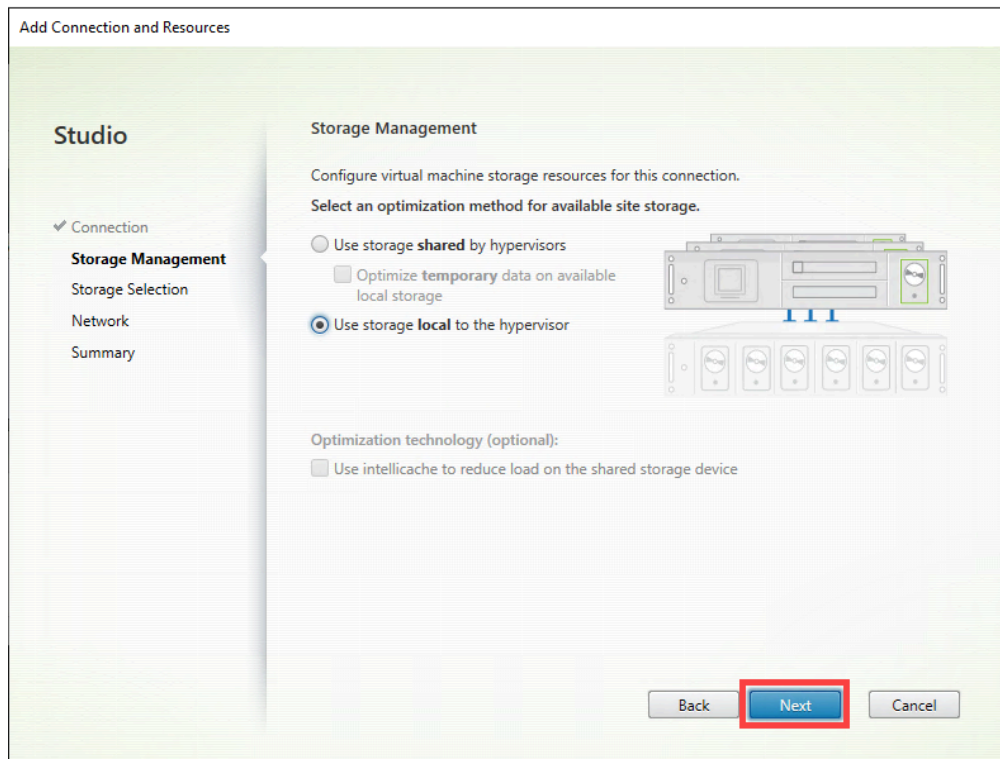 Add Connection and Resources
Studio
Connection
Storage Management
Storage Selection
Network
Summary
Storage Management
Configure virtual machine storage resources for this connection.
Select an optimization method for available site storage.
Use storage shared by hypervisors
Optimize temporary data on available
local storage
Use storage local to the hypervisor
Optimization technology (optional):
Use intellicache to reduce load on the shared storage device
Back
Next
Cancel